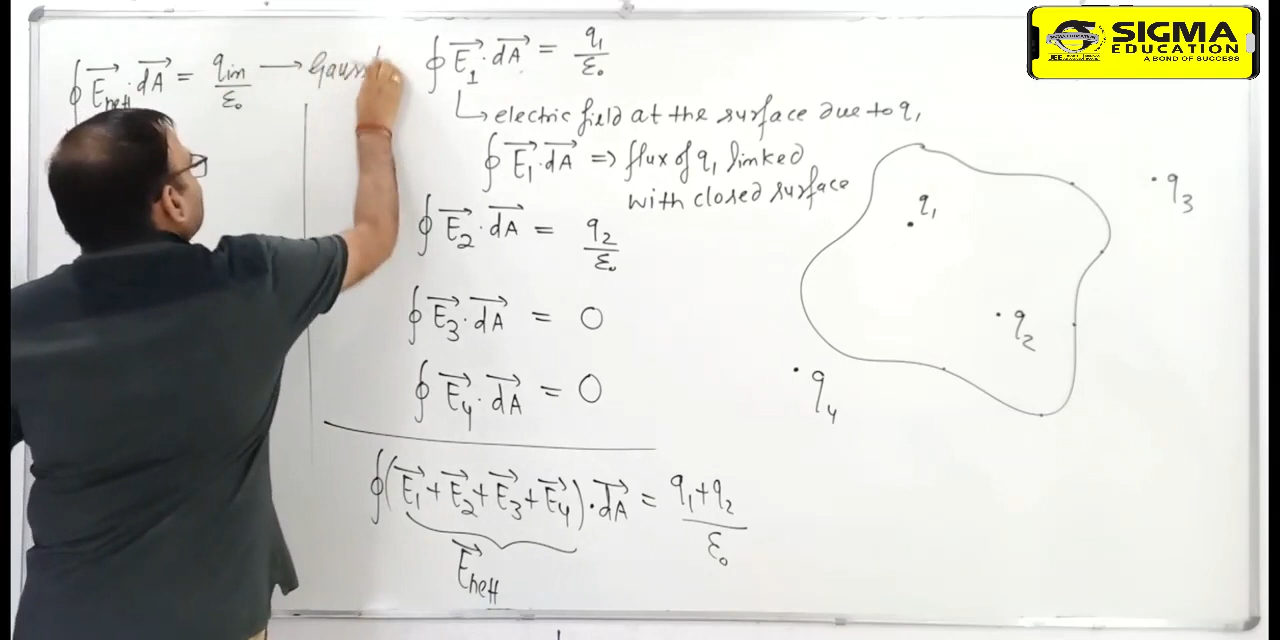 ∮ E⃗nett · dA⃗ = qin/ε₀ → Gauss
∮ E⃗₁ · dA⃗ = q₁/ε₀
↳ electric field at the surface due to q₁
∮ E⃗₁ · dA⃗ ⇒ flux of q₁ linked
with closed surface
∮ E⃗₂ · dA⃗ = q₂/ε₀
∮ E⃗₃ · dA⃗ = 0
∮ E⃗₄ · dA⃗ = 0
∮ (E⃗₁ + E⃗₂ + E⃗₃ + E⃗₄) · dA⃗ = q₁+q₂/ε₀
E⃗nett
q₁
q₂
q₃
q₄
SIGMA
EDUCATION
A BOND OF SUCCESS